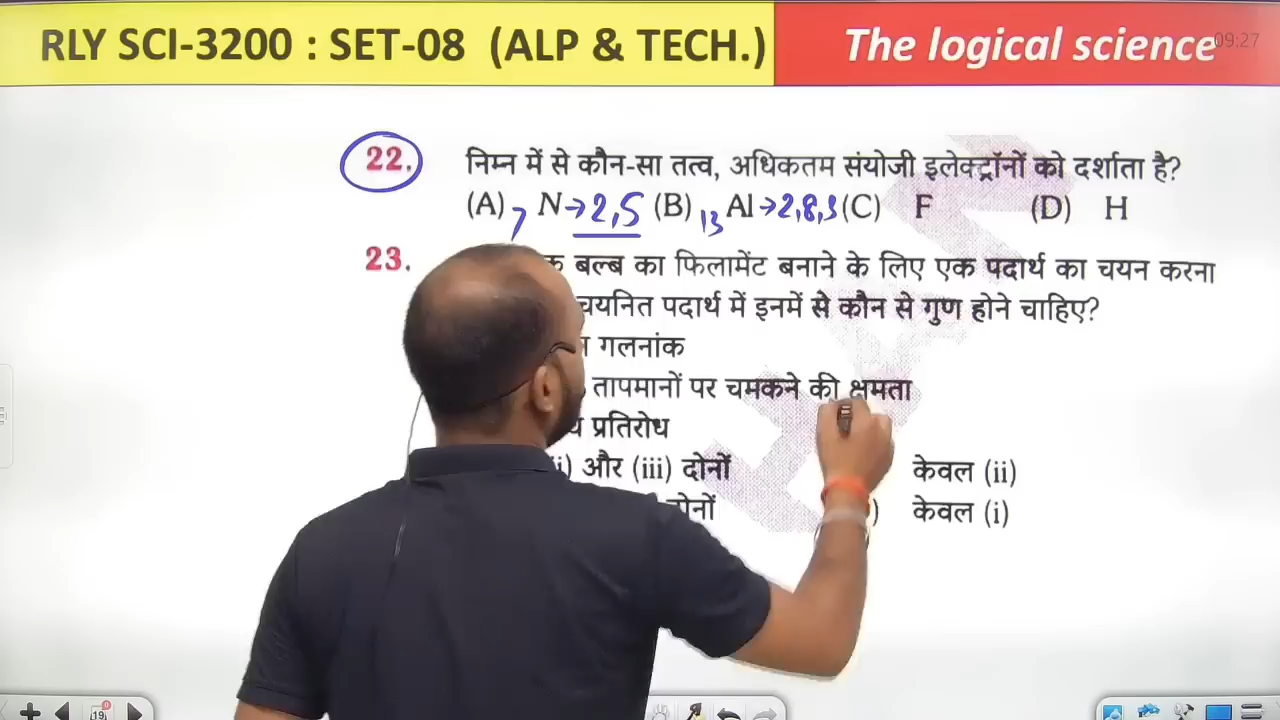 RLY SCI-3200 : SET-08 (ALP & TECH.) The logical science
09:27
22. निम्न में से कौन-सा तत्व, अधिकतम संयोजी इलेक्ट्रॉनों को दर्शाता है?
(A) 7 N→2,5 (B) 13 Al→2,8,3 (C) F (D) H
23. क बल्ब का फिलामेंट बनाने के लिए एक पदार्थ का चयन करना
चयनित पदार्थ में इनमें से कौन से गुण होने चाहिए?
गलनांक
तापमानों पर चमकने की क्षमता
प्रतिरोध
और (iii) दोनों केवल (ii)
दोनों ) केवल (i)
19